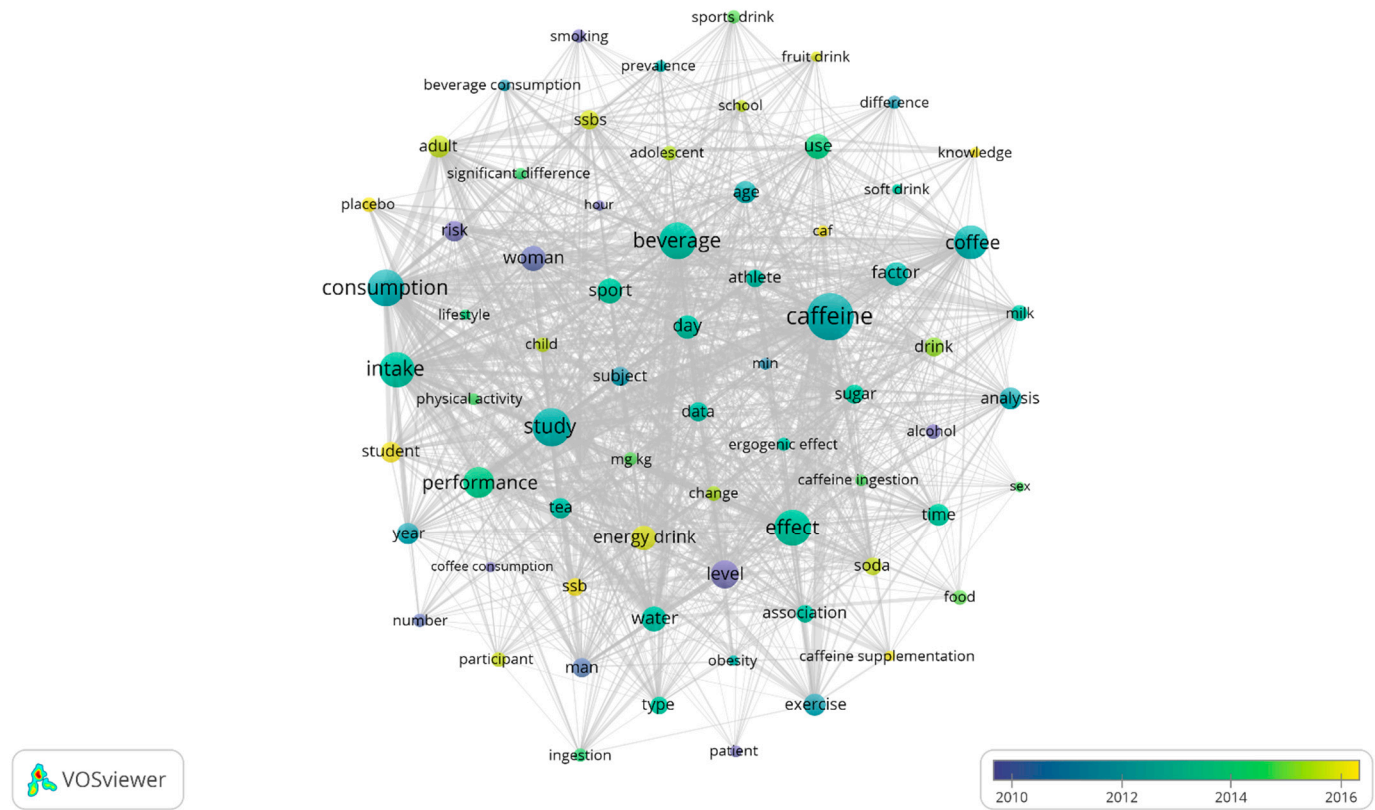 sports drink
smoking
fruit drink
prevalence
beverage consumption
difference
school
ssbs
adult
use
adolescent
knowledge
significant difference
soft drink
age
placebo
hour
risk
caf
beverage
coffee
woman
factor
athlete
consumption
sport
lifestyle
milk
caffeine
day
child
drink
min
intake
subject
physical activity
sugar
analysis
data
study
alcohol
ergogenic effect
student
mg kg
caffeine ingestion
performance
sex
change
tea
time
effect
year
energy drink
coffee consumption
soda
level
ssb
food
association
water
number
participant
man
obesity
caffeine supplementation
type
exercise
ingestion
patient
VOSviewer
2010 2012 2014 2016